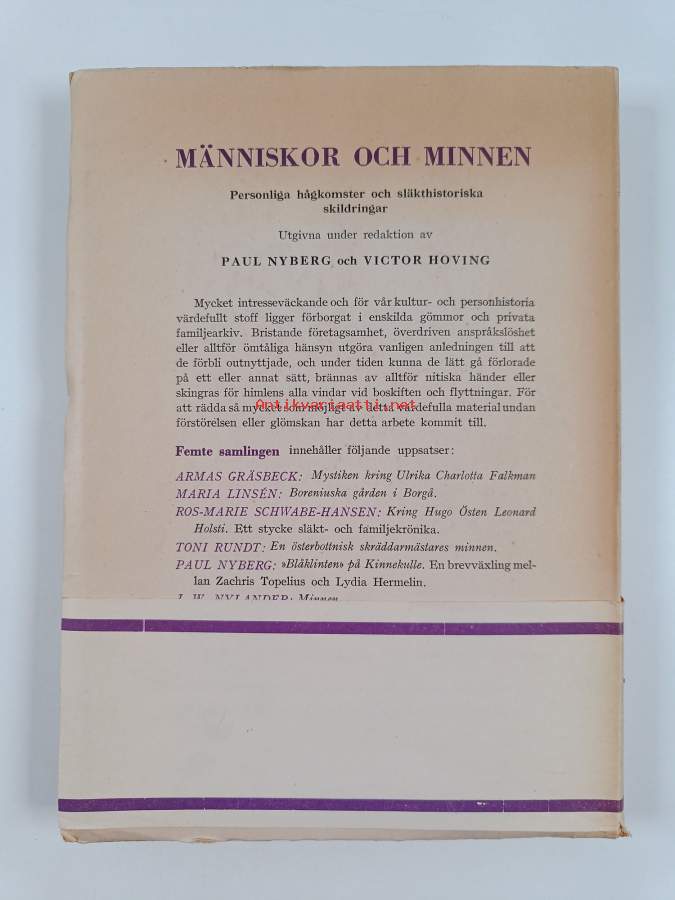 MÄNNISKOR OCH MINNEN
Personliga hågkomster och släkthistoriska
skildringar
Utgivna under redaktion av
PAUL NYBERG och VICTOR HOVING
Mycket intresseväckande och för vår kultur- och personhistoria
värdefullt stoff ligger förborgat i enskilda gömmor och privata
familjearkiv. Bristande företagsamhet, överdriven anspråkslöshet
eller alltför ömtåliga hänsyn utgöra vanligen anledningen till att
de förbli outnyttjade, och under tiden kunna de lätt gå förlorade
på ett eller annat sätt, brännas av alltför nitiska händer eller
skingras för himlens alla vindar vid boskiften och flyttningar. För
att rädda så mycket som möjligt av detta värdefulla material undan
Antikvariaatti.net
förstörelsen eller glömskan har detta arbete kommit till.
Femte samlingen innehåller följande uppsatser:
ARMAS GRÄSBECK: Mystiken kring Ulrika Charlotta Falkman
MARIA LINSÉN: Boreniuska gården i Borgå.
ROS-MARIE SCHWABE-HANSEN: Kring Hugo Östen Leonard
Holsti. Ett stycke släkt- och familjekrönika.
TONI RUNDT: En österbottnisk skräddarmästares minnen.
PAUL NYBERG: »Blåklinten» på Kinnekulle. En brevväxling mel-
lan Zachris Topelius och Lydia Hermelin.
J. W. NYLANDER: Minnen